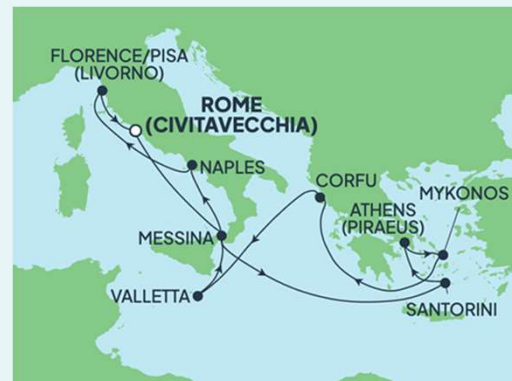 FLORENCE/PISA
(LIVORNO)
ROME
(CIVITAVECCHIA)
NAPLES
CORFU
MYKONOS
ATHENS
(PIRAEUS)
MESSINA
VALLETTA
SANTORINI